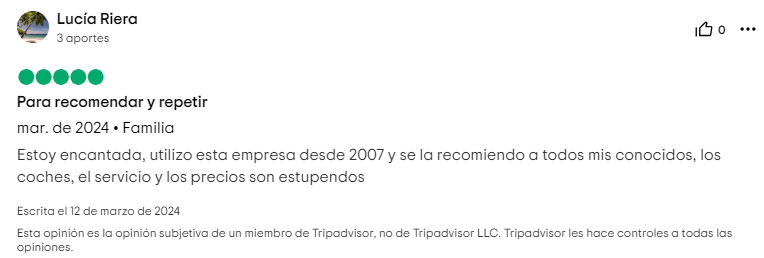 Lucía Riera
3 aportes
0
Para recomendar y repetir
mar. de 2024 • Familia
Estoy encantada, utilizo esta empresa desde 2007 y se la recomiendo a todos mis conocidos, los
coches, el servicio y los precios son estupendos
Escrita el 12 de marzo de 2024
Esta opinión es la opinión subjetiva de un miembro de Tripadvisor, no de Tripadvisor LLC. Tripadvisor les hace controles a todas las
opiniones.